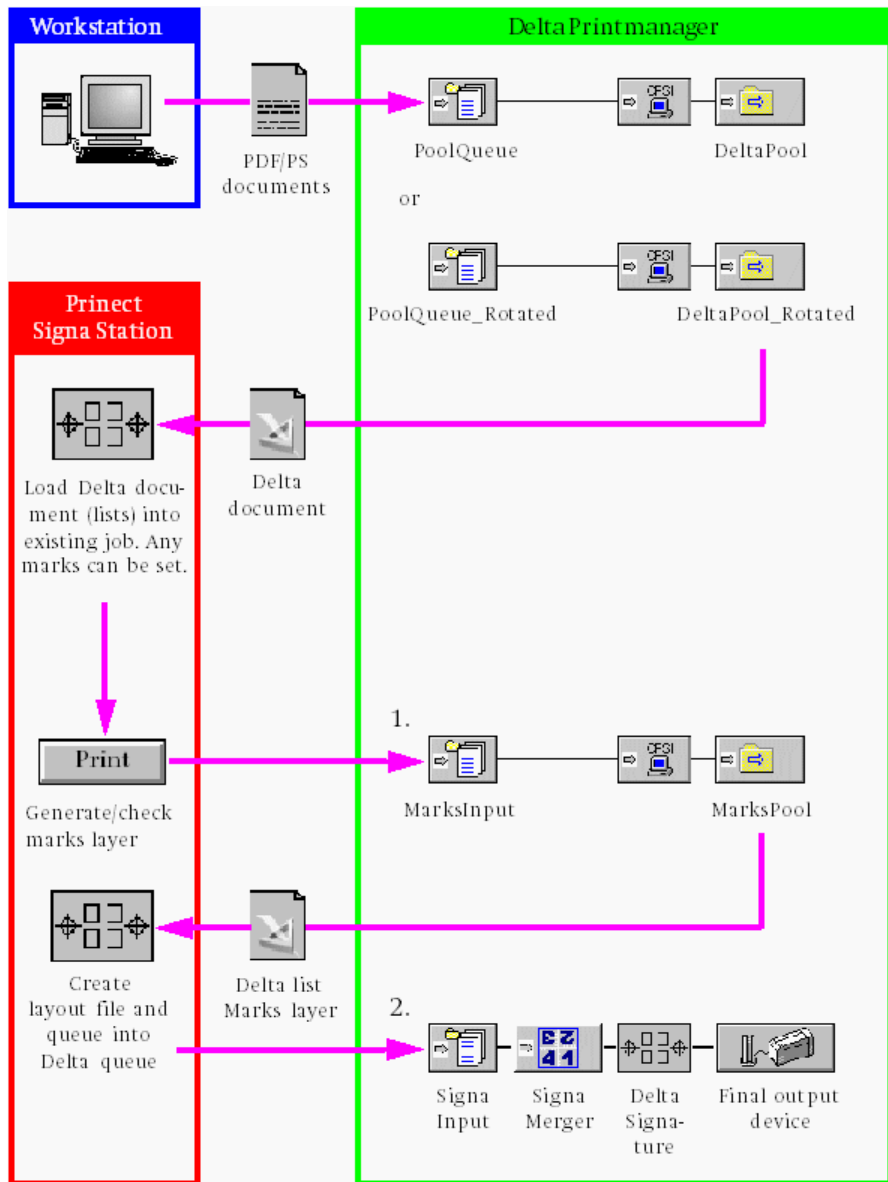 Workstation
DeltaPrintmanager
PDF/PS
documents
PoolQueue
CPSI
DeltaPool
or
PoolQueue_Rotated
CPSI
DeltaPool_Rotated
Prinect
Signa Station
Load Delta docu-
ment (lists) into
existing job. Any
marks can be set.
Delta
document
Print
Generate/check
marks layer
1.
MarksInput
CPSI
MarksPool
Create
layout file and
queue into
Delta queue
Delta list
Marks layer
2.
Signa
Input
Signa
Merger
Delta
Signa-
ture
Final output
device